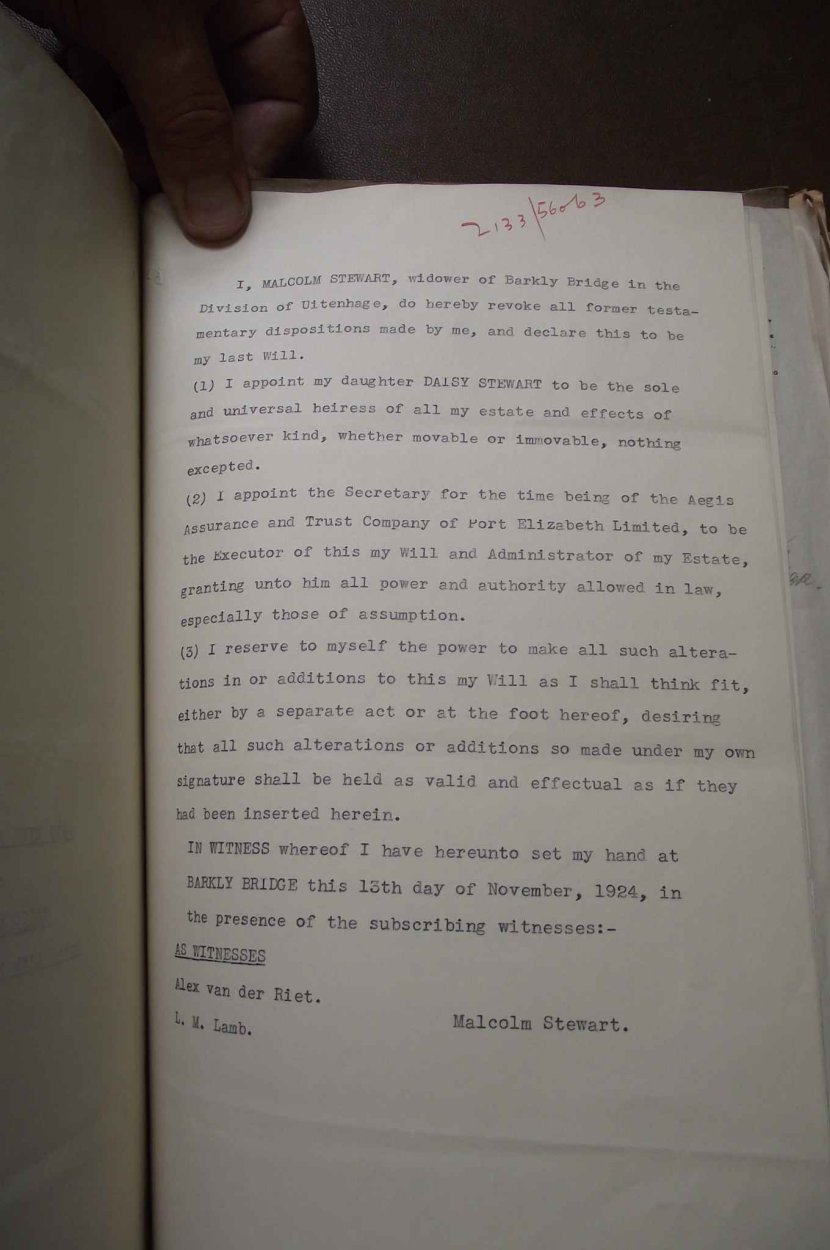 2133/56063
I, MALCOLM STEWART, widower of Barkly Bridge in the
Division of Uitenhage, do hereby revoke all former testa-
mentary dispositions made by me, and declare this to be
my last Will.
(1) I appoint my daughter DAISY STEWART to be the sole
and universal heiress of all my estate and effects of
whatsoever kind, whether movable or immovable, nothing
excepted.
(2) I appoint the Secretary for the time being of the Aegis
Assurance and Trust Company of Port Elizabeth Limited, to be
the Executor of this my Will and Administrator of my Estate,
granting unto him all power and authority allowed in law,
especially those of assumption.
(3) I reserve to myself the power to make all such altera-
tions in or additions to this my Will as I shall think fit,
either by a separate act or at the foot hereof, desiring
that all such alterations or additions so made under my own
signature shall be held as valid and effectual as if they
had been inserted herein.
IN WITNESS whereof I have hereunto set my hand at
BARKLY BRIDGE this 13th day of November, 1924, in
the presence of the subscribing witnesses:-
AS WITNESSES
Alex van der Riet.
L. M. Lamb.
Malcolm Stewart.